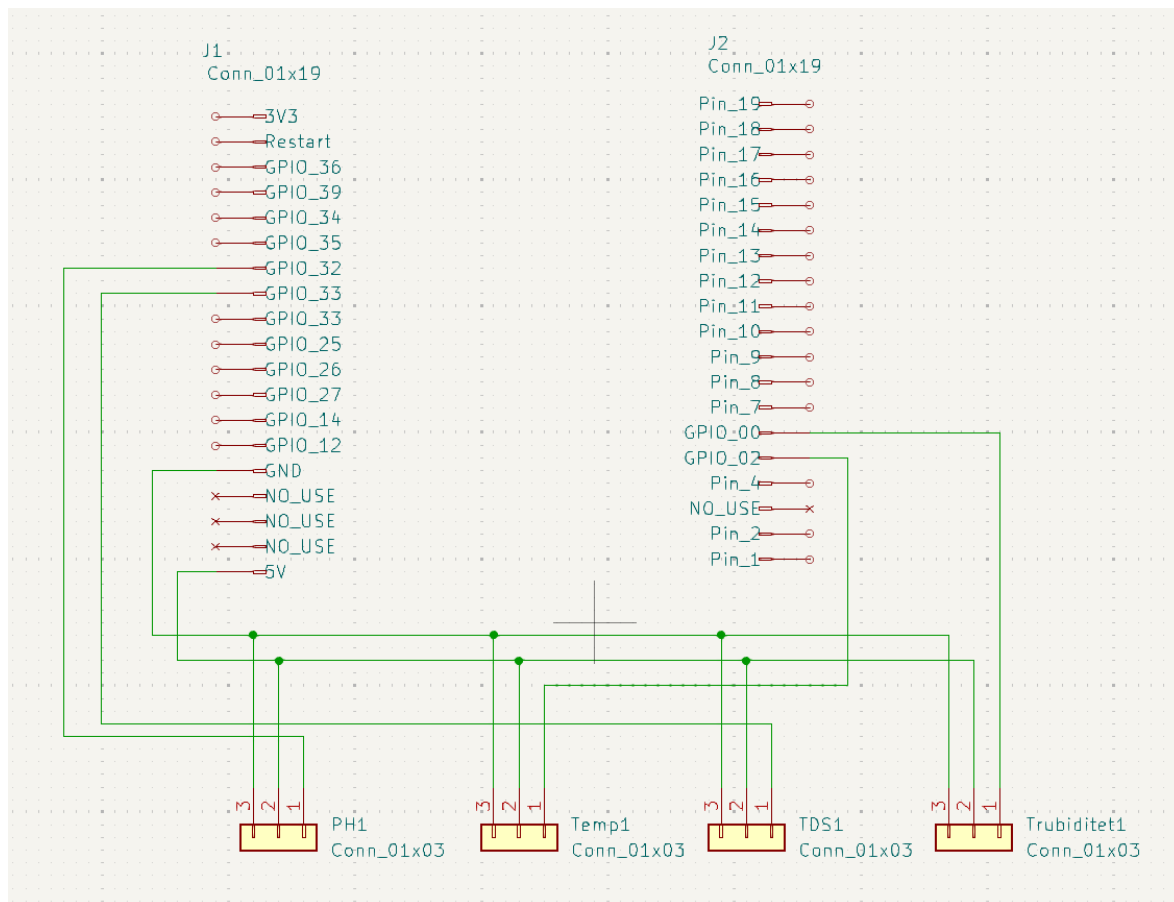 J1
Conn_01x19
3V3
Restart
GPIO_36
GPIO_39
GPIO_34
GPIO_35
GPIO_32
GPIO_33
GPIO_33
GPIO_25
GPIO_26
GPIO_27
GPIO_14
GPIO_12
GND
NO_USE
NO_USE
NO_USE
5V
J2
Conn_01x19
Pin_19
Pin_18
Pin_17
Pin_16
Pin_15
Pin_14
Pin_13
Pin_12
Pin_11
Pin_10
Pin_9
Pin_8
Pin_7
GPIO_00
GPIO_02
Pin_4
NO_USE
Pin_2
Pin_1
3 2 1
PH1
Conn_01x03
3 2 1
Temp1
Conn_01x03
3 2 1
TDS1
Conn_01x03
3 2 1
Trubiditet1
Conn_01x03